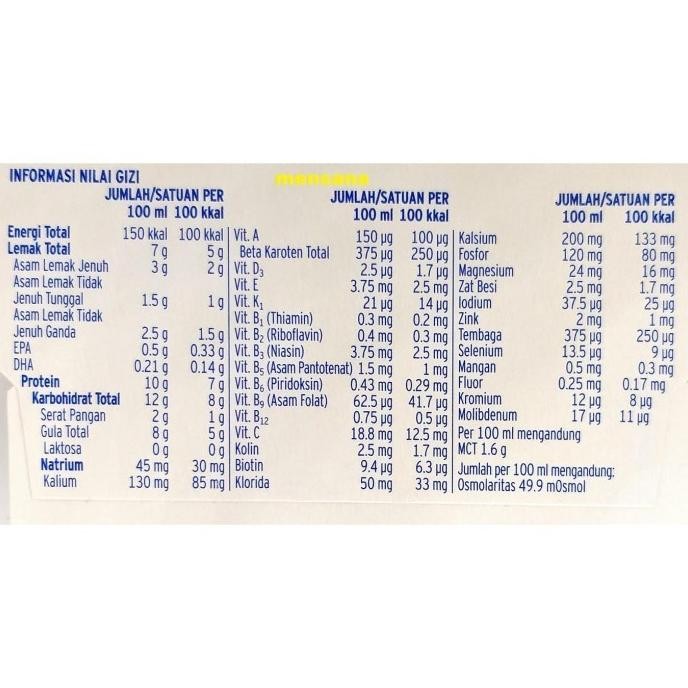 INFORMASI NILAI GIZI
mensana
JUMLAH/SATUAN PER
100 ml 100 kkal
Energi Total 150 kkal 100 kkal
Lemak Total 7 g 5 g
Asam Lemak Jenuh 3 g 2 g
Asam Lemak Tidak
Jenuh Tunggal 1.5 g 1 g
Asam Lemak Tidak
Jenuh Ganda 2.5 g 1.5 g
EPA 0.5 g 0.33 g
DHA 0.21 g 0.14 g
Protein 10 g 7 g
Karbohidrat Total 12 g 8 g
Serat Pangan 2 g 1 g
Gula Total 8 g 5 g
Laktosa 0 g 0 g
Natrium 45 mg 30 mg
Kalium 130 mg 85 mg
JUMLAH/SATUAN PER
100 ml 100 kkal
Vit. A 150 µg 100 µg
Beta Karoten Total 375 µg 250 µg
Vit. D₃ 2.5 µg 1.7 µg
Vit. E 3.75 mg 2.5 mg
Vit. K₁ 21 µg 14 µg
Vit. B₁ (Thiamin) 0.3 mg 0.2 mg
Vit. B₂ (Riboflavin) 0.4 mg 0.3 mg
Vit. B₃ (Niasin) 3.75 mg 2.5 mg
Vit. B₅ (Asam Pantotenat) 1.5 mg 1 mg
Vit. B₆ (Piridoksin) 0.43 mg 0.29 mg
Vit. B₉ (Asam Folat) 62.5 µg 41.7 µg
Vit. B₁₂ 0.75 µg 0.5 µg
Vit. C 18.8 mg 12.5 mg
Kolin 2.5 mg 1.7 mg
Biotin 9.4 µg 6.3 µg
Klorida 50 mg 33 mg
JUMLAH/SATUAN PER
100 ml 100 kkal
Kalsium 200 mg 133 mg
Fosfor 120 mg 80 mg
Magnesium 24 mg 16 mg
Zat Besi 2.5 mg 1.7 mg
Iodium 37.5 µg 25 µg
Zink 2 mg 1 mg
Tembaga 375 µg 250 µg
Selenium 13.5 µg 9 µg
Mangan 0.5 mg 0.3 mg
Fluor 0.25 mg 0.17 mg
Kromium 12 µg 8 µg
Molibdenum 17 µg 11 µg
Per 100 ml mengandung
MCT 1.6 g
Jumlah per 100 ml mengandung:
Osmolaritas 49.9 mOsmol